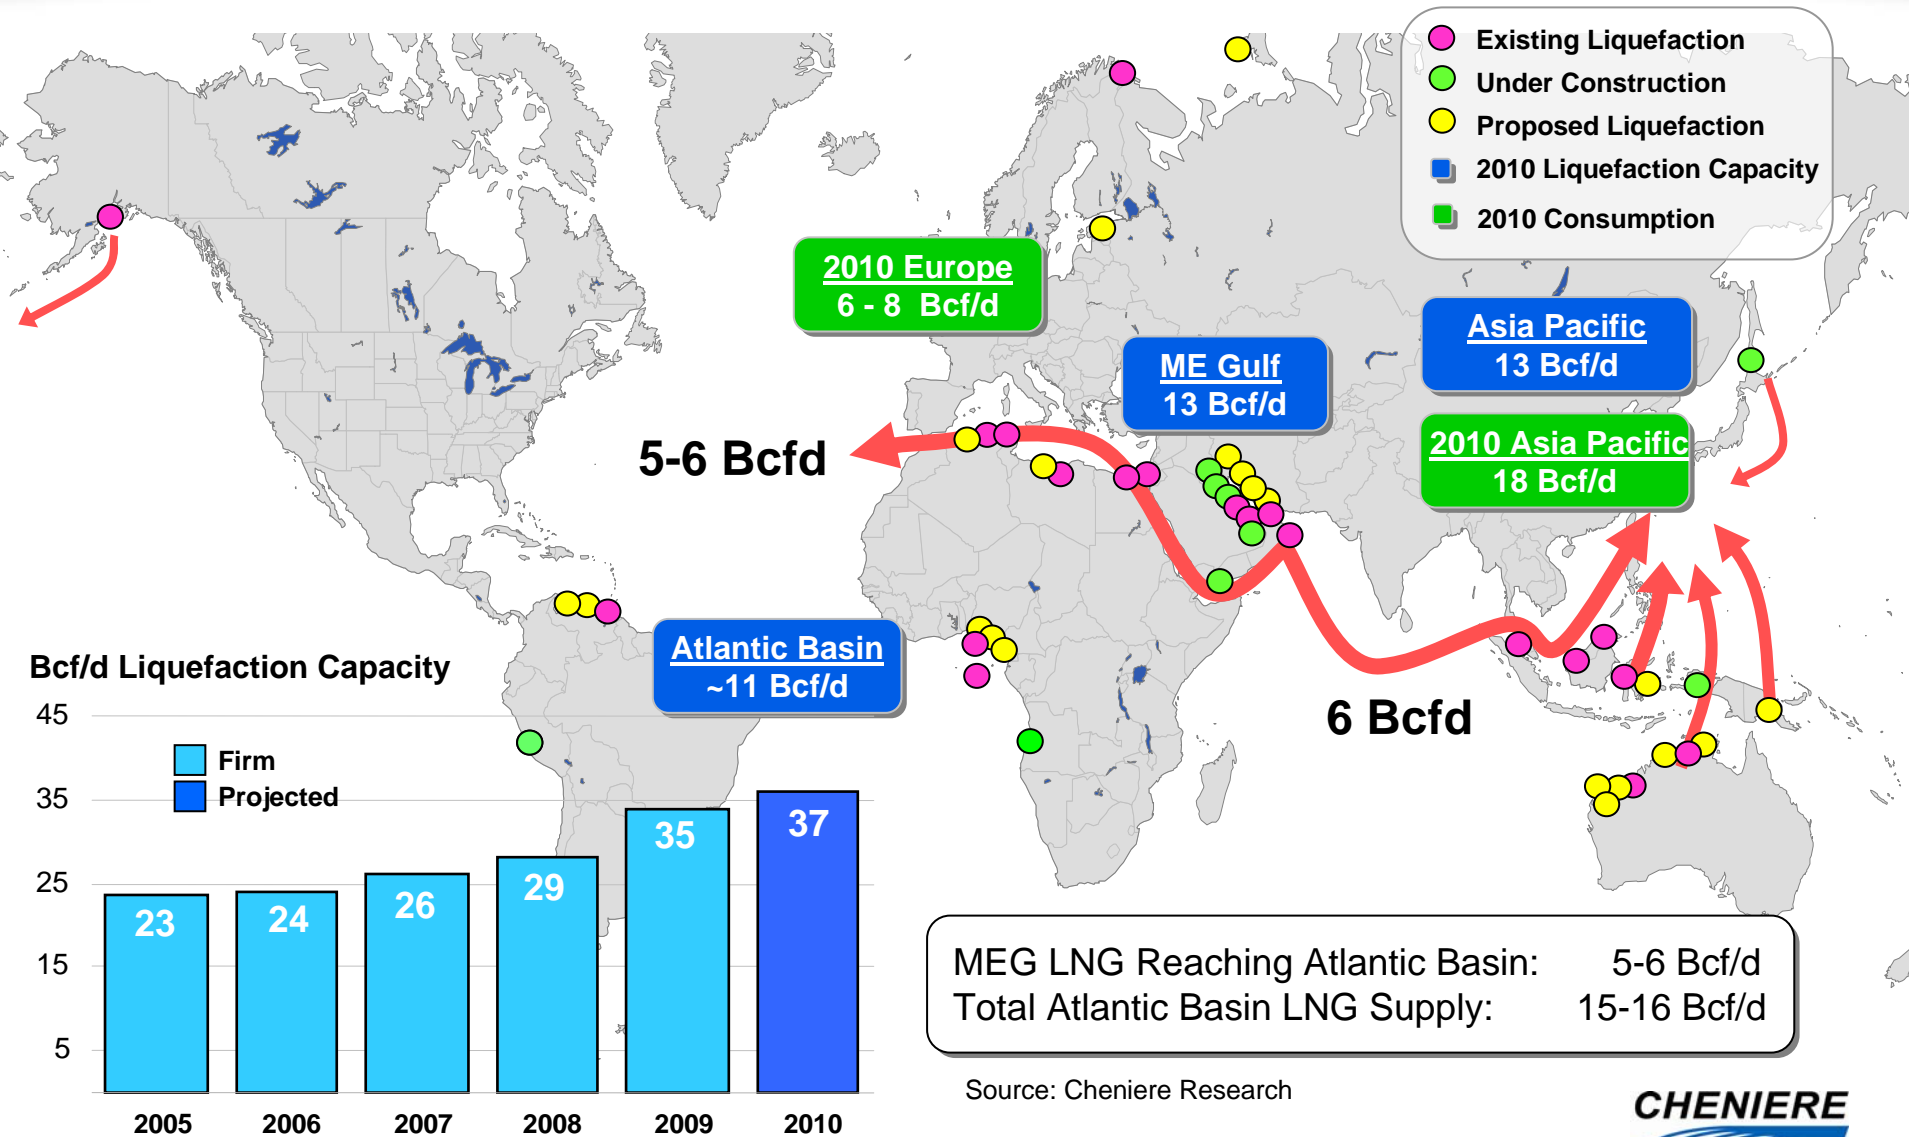 Existing Liquefaction
Under Construction
Proposed Liquefaction
2010 Liquefaction Capacity
2010 Consumption
2010 Europe
6 - 8 Bcf/d
ME Gulf
13 Bcf/d
Asia Pacific
13 Bcf/d
2010 Asia Pacific
18 Bcf/d
5-6 Bcfd
Atlantic Basin
~11 Bcf/d
6 Bcfd
Bcf/d Liquefaction Capacity
45
35
25
15
5
Firm
Projected
23
24
26
29
35
37
2005
2006
2007
2008
2009
2010
MEG LNG Reaching Atlantic Basin: 5-6 Bcf/d
Total Atlantic Basin LNG Supply: 15-16 Bcf/d
Source: Cheniere Research
CHENIERE